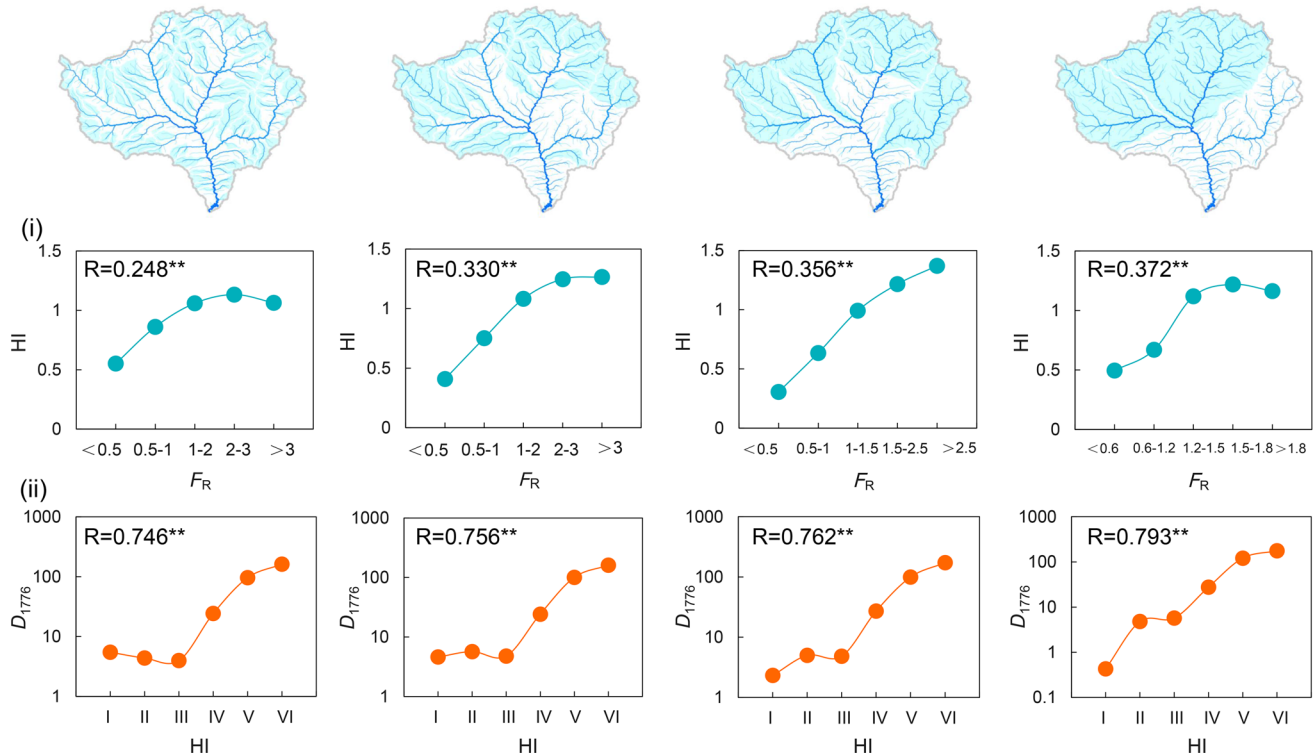 (i)
HI
1.5
1
0.5
0
R=0.248**
<0.5 0.5-1 1-2 2-3 >3
FR
HI
1.5
1
0.5
0
R=0.330**
<0.5 0.5-1 1-2 2-3 >3
FR
HI
1.5
1
0.5
0
R=0.356**
<0.5 0.5-1 1-1.5 1.5-2.5 >2.5
FR
HI
1.5
1
0.5
0
R=0.372**
<0.6 0.6-1.2 1.2-1.5 1.5-1.8 >1.8
FR
(ii)
D1776
1000
100
10
1
R=0.746**
I II III IV V VI
HI
D1776
1000
100
10
1
R=0.756**
I II III IV V VI
HI
D1776
1000
100
10
1
R=0.762**
I II III IV V VI
HI
D1776
1000
100
10
1
0.1
R=0.793**
I II III IV V VI
HI